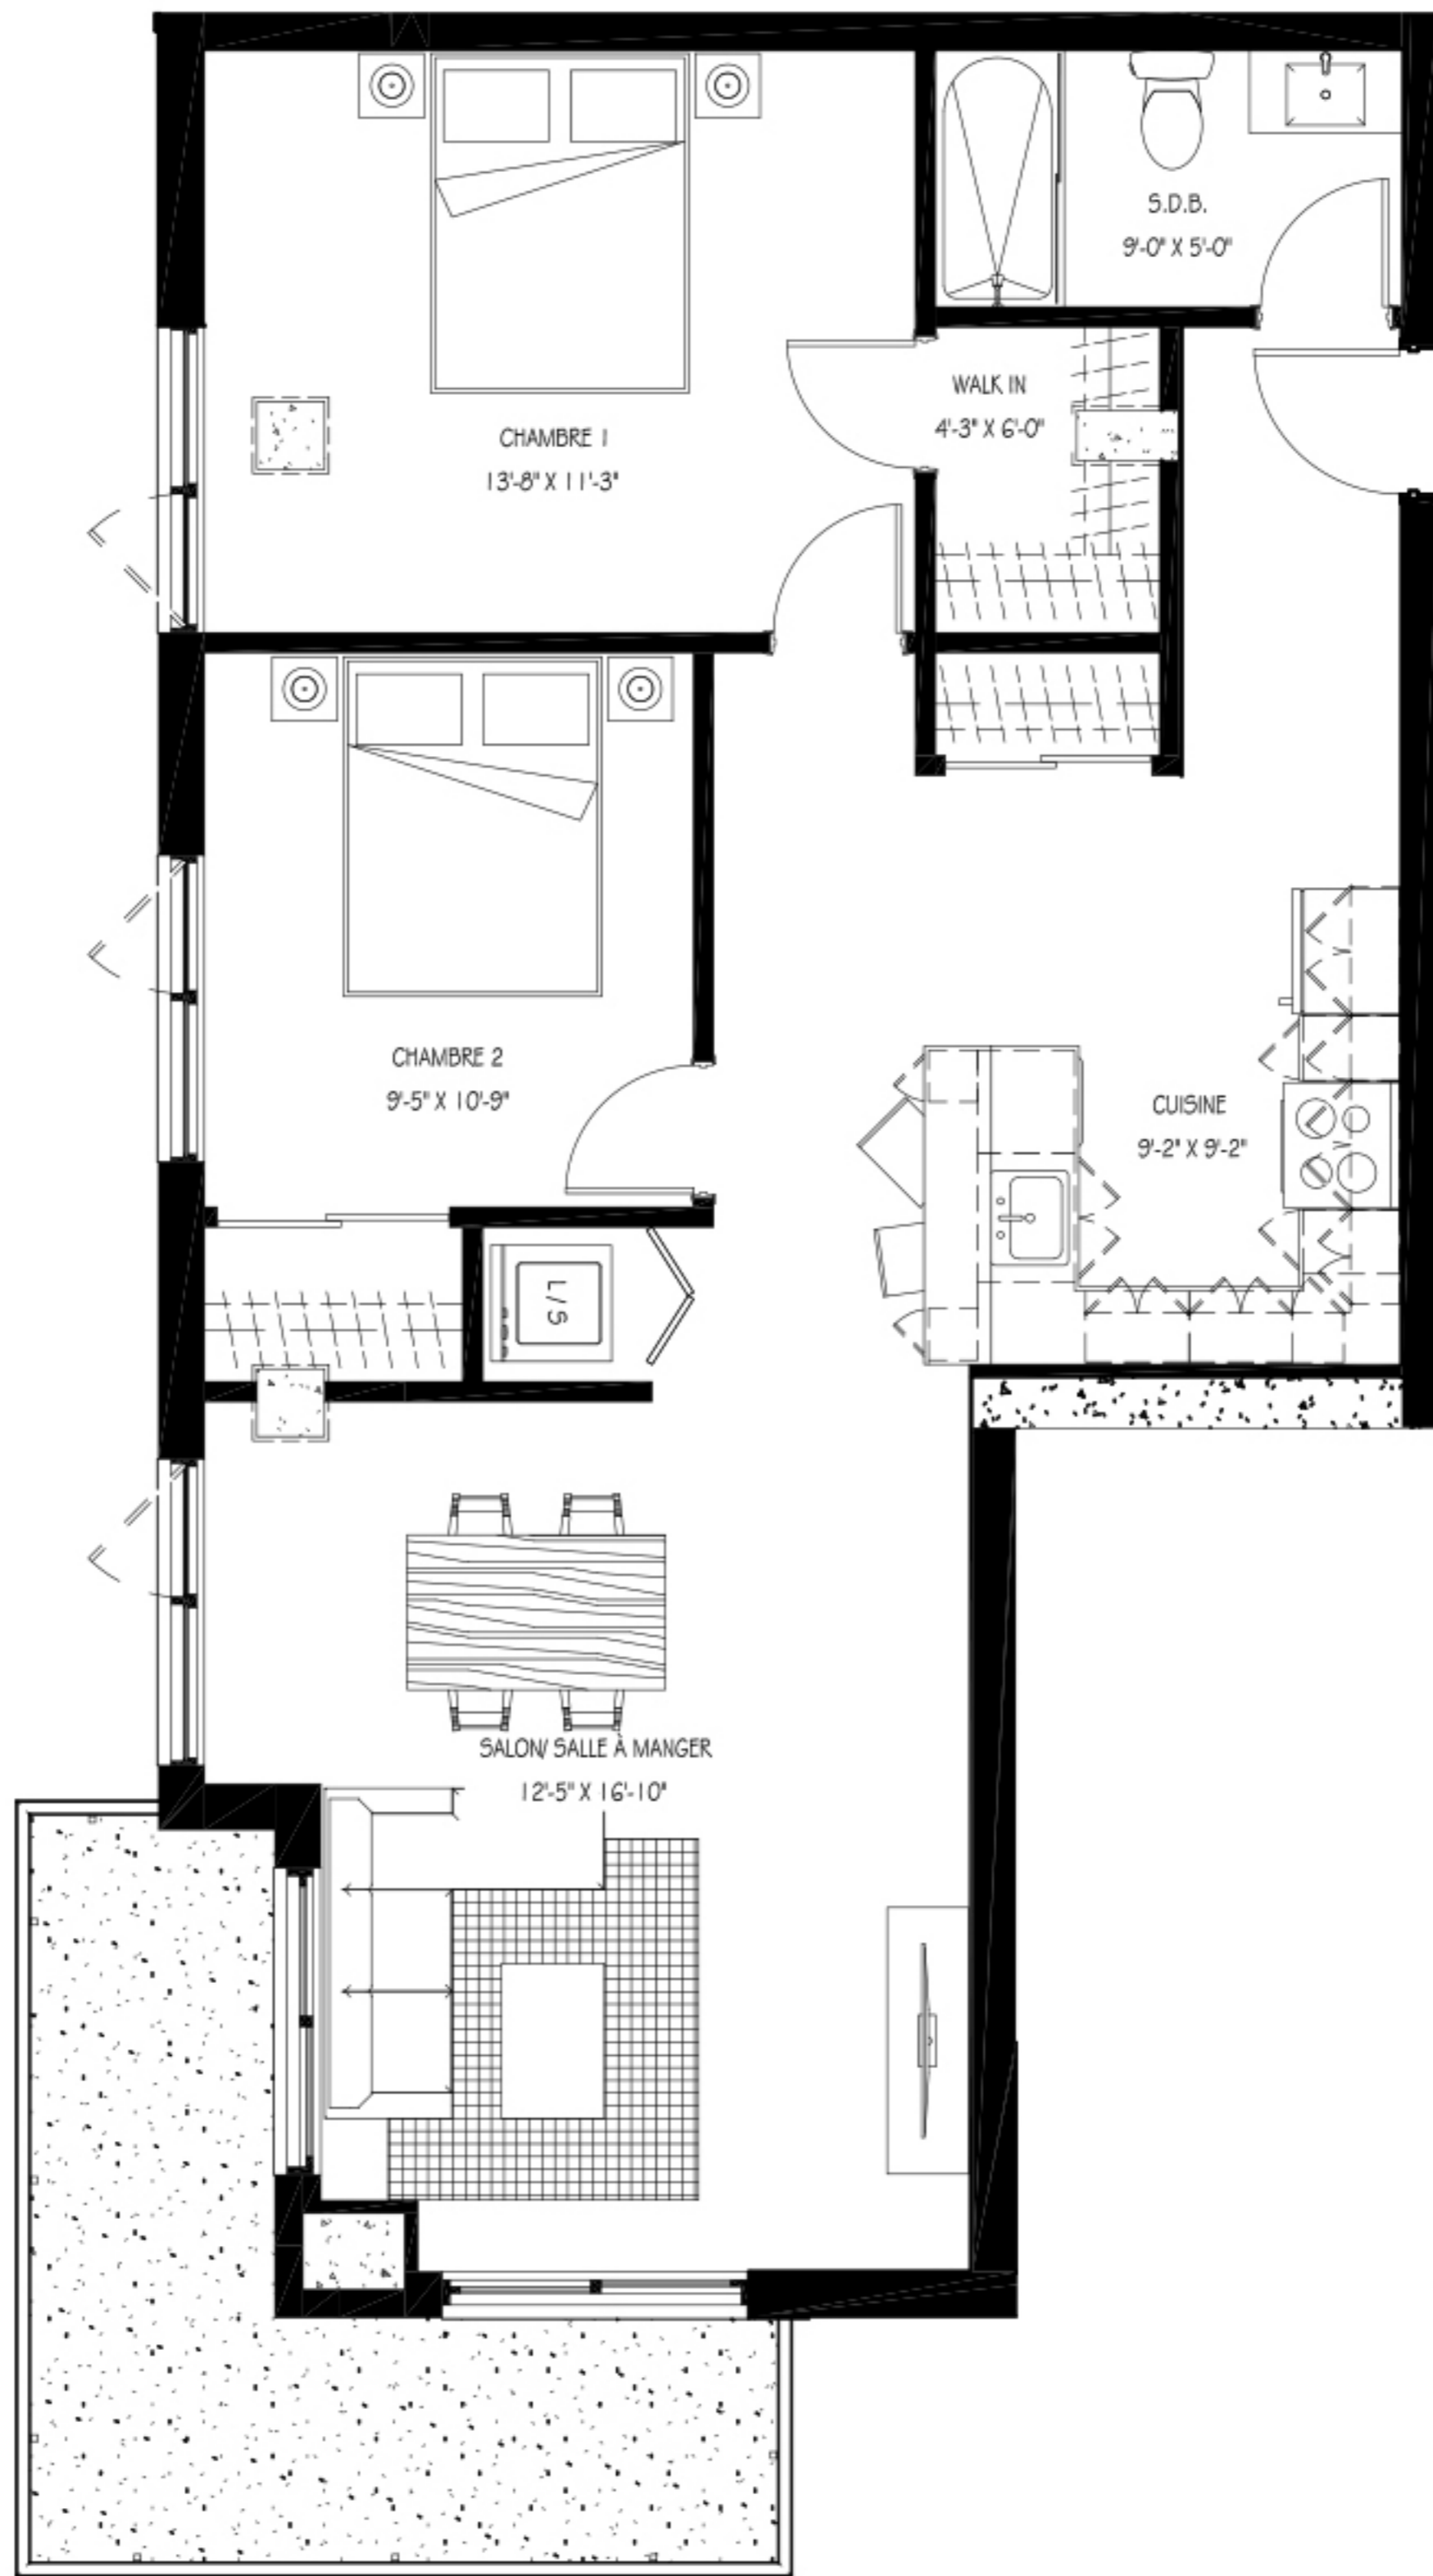 S.D.B.
9'-0" X 5'-0"
WALK IN
4'-3" X 6'-0"
CHAMBRE 1
13'-8" X 11'-3"
CHAMBRE 2
9'-5" X 10'-9"
CUISINE
9'-2" X 9'-2"
L/S
SALON/ SALLE À MANGER
12'-5" X 16'-10"